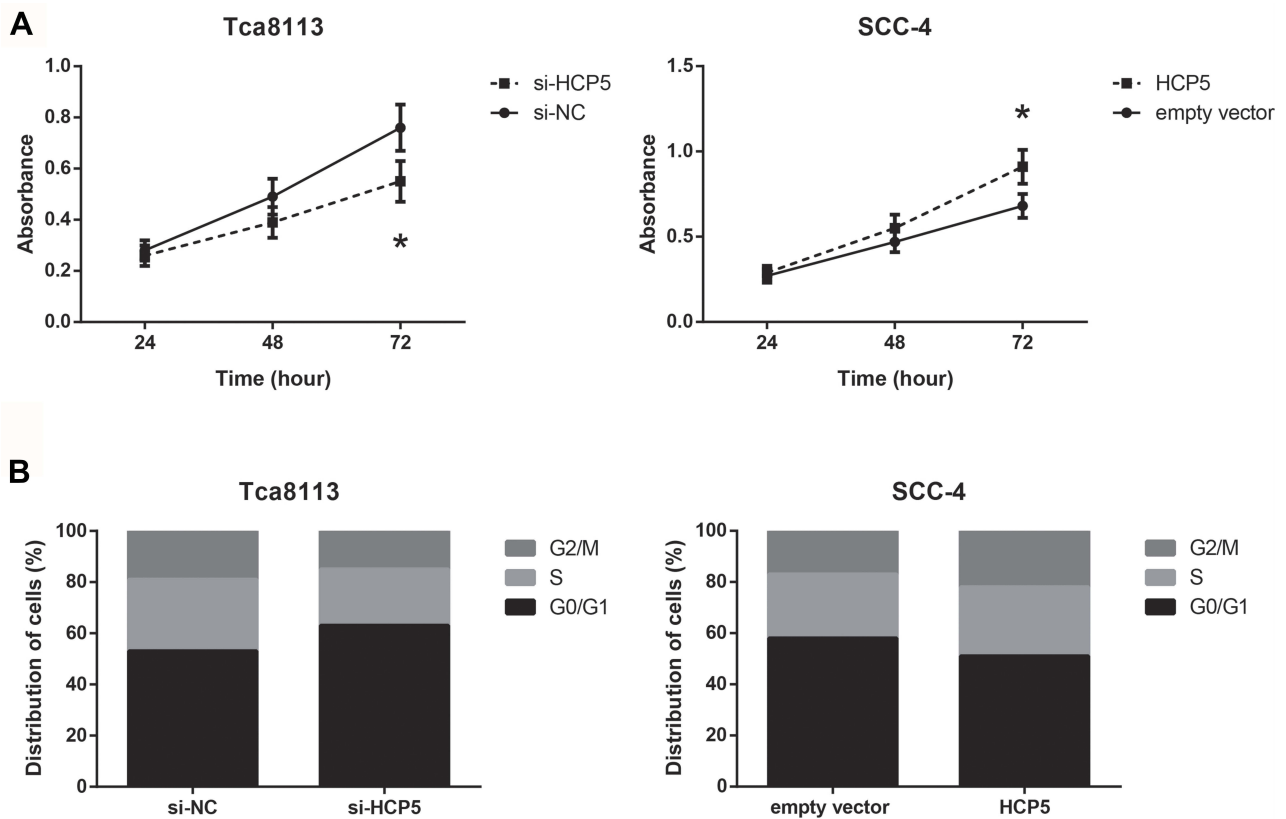 A
Tca8113
SCC-4
1.0
0.8
0.6
0.4
0.2
0.0
Absorbance
24
48
72
Time (hour)
*
si-HCP5
si-NC
1.5
1.0
0.5
0.0
Absorbance
24
48
72
Time (hour)
*
HCP5
empty vector
B
Tca8113
SCC-4
100
80
60
40
20
0
Distribution of cells (%)
si-NC
si-HCP5
G2/M
S
G0/G1
100
80
60
40
20
0
Distribution of cells (%)
empty vector
HCP5
G2/M
S
G0/G1